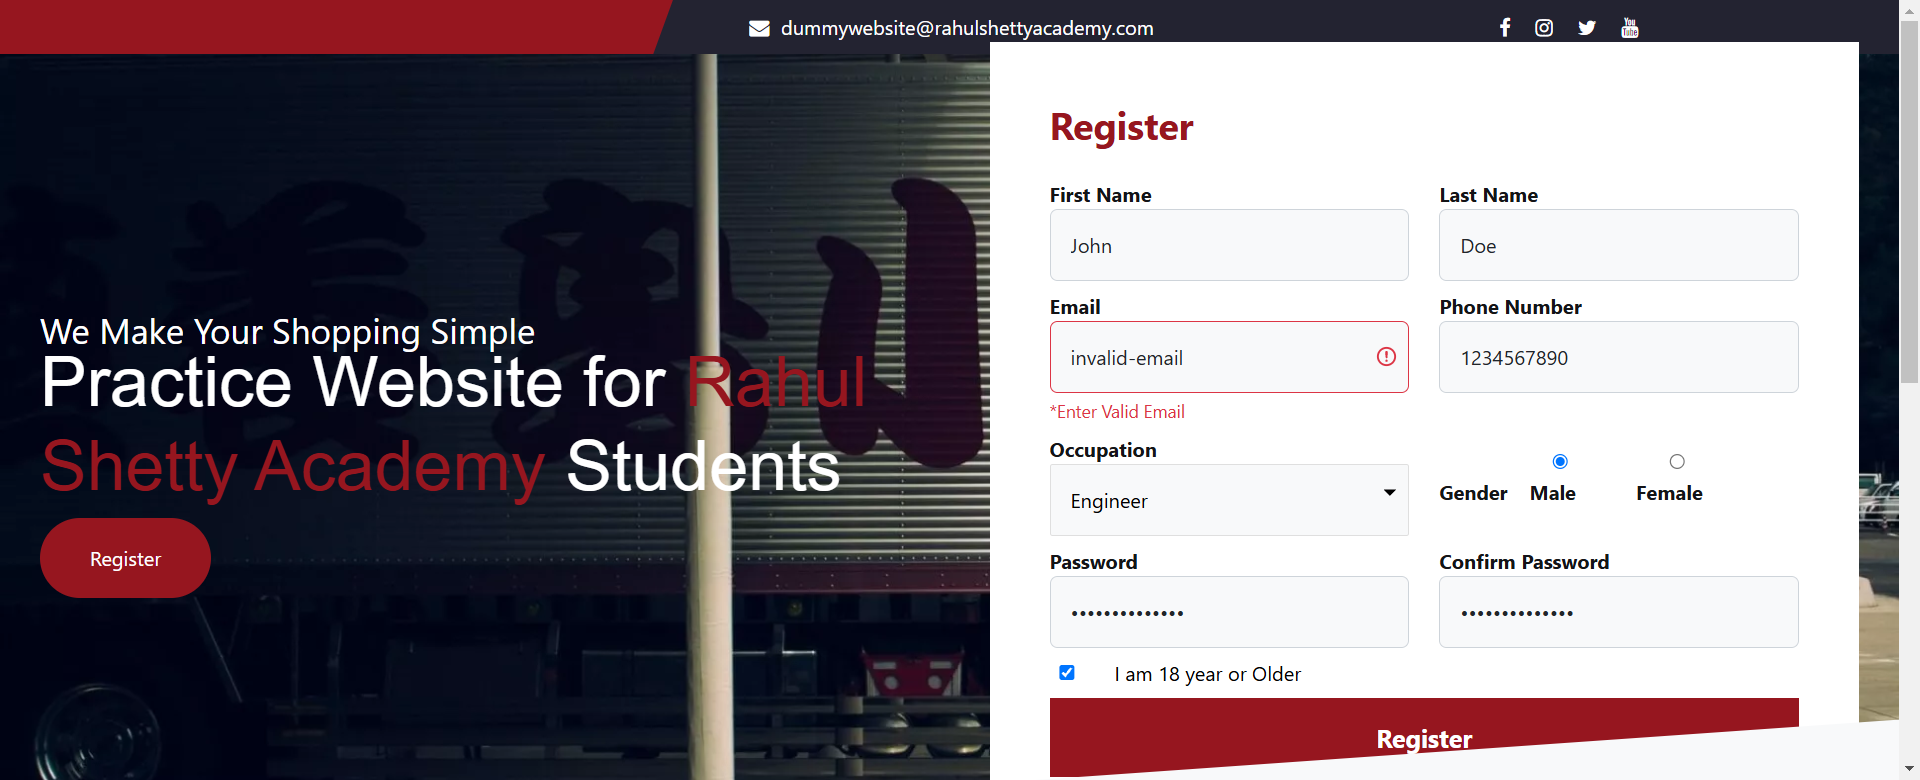 dummywebsite@rahulshettyacademy.com
We Make Your Shopping Simple
Practice Website for Rahul
Shetty Academy Students
Register
Register
First Name
Last Name
John
Doe
Email
Phone Number
invalid-email
1234567890
*Enter Valid Email
Occupation
Engineer
Gender Male Female
Password
Confirm Password
••••••••••••••
••••••••••••••
I am 18 year or Older
Register